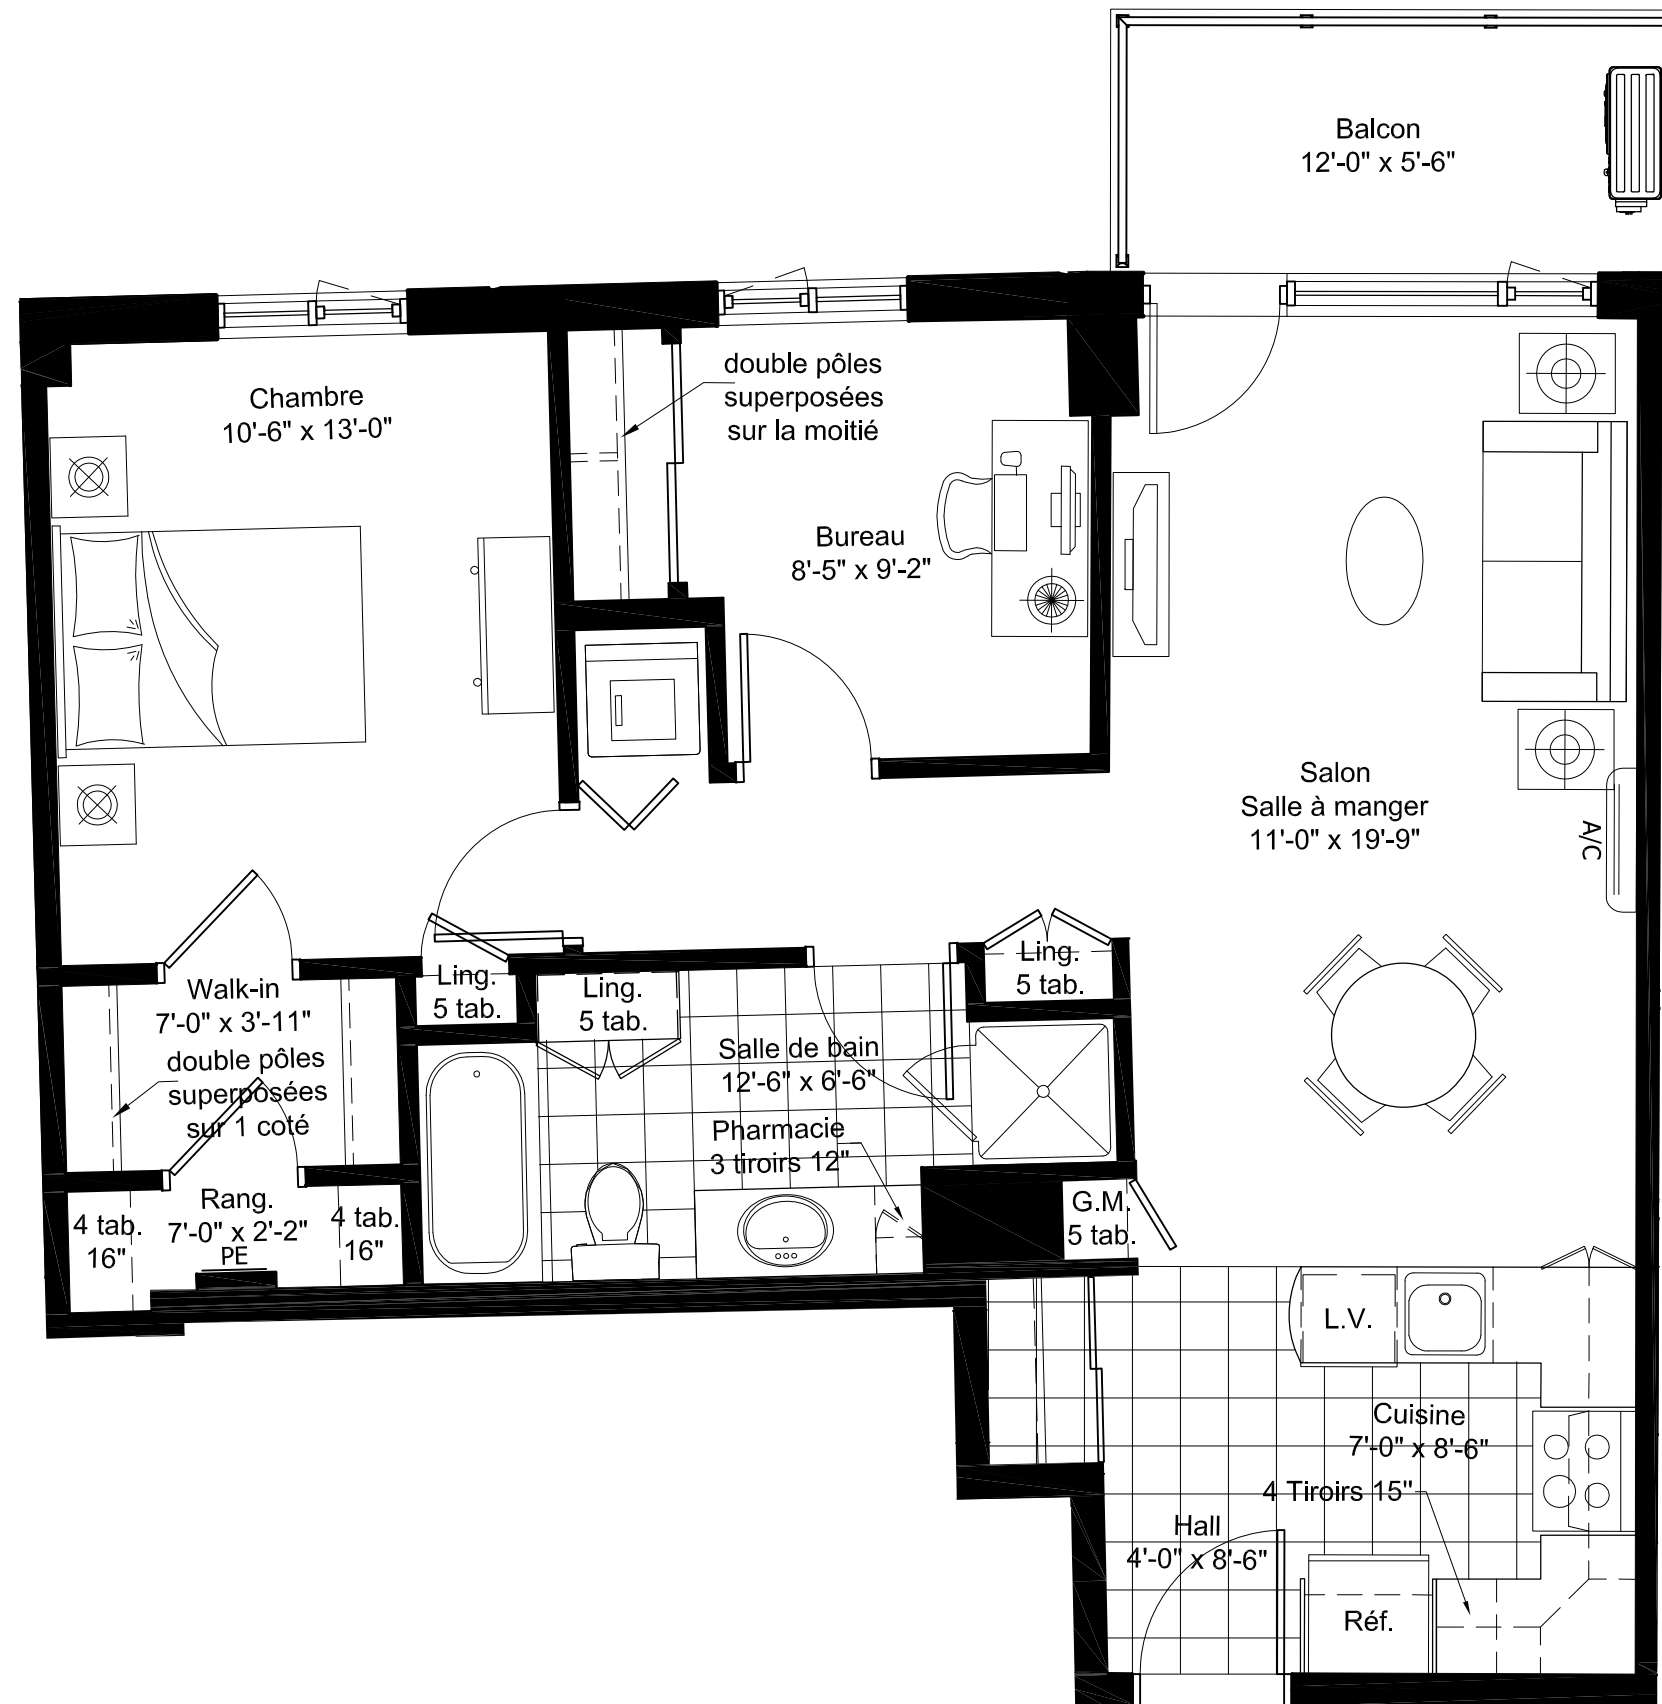 Balcon
12'-0" x 5'-6"
Chambre
10'-6" x 13'-0"
double pôles
superposées
sur la moitié
Bureau
8'-5" x 9'-2"
Salon
Salle à manger
11'-0" x 19'-9"
A/C
Walk-in
7'-0" x 3'-11"
double pôles
superposées
sur 1 coté
Ling.
5 tab.
Ling.
5 tab.
Ling.
5 tab.
Salle de bain
12'-6" x 6'-6"
Pharmacie
3 tiroirs 12"
4 tab.
16"
Rang.
7'-0" x 2'-2"
PE
4 tab.
16"
G.M.
5 tab.
L.V.
Cuisine
7'-0" x 8'-6"
4 Tiroirs 15"
Hall
4'-0" x 8'-6"
Réf.